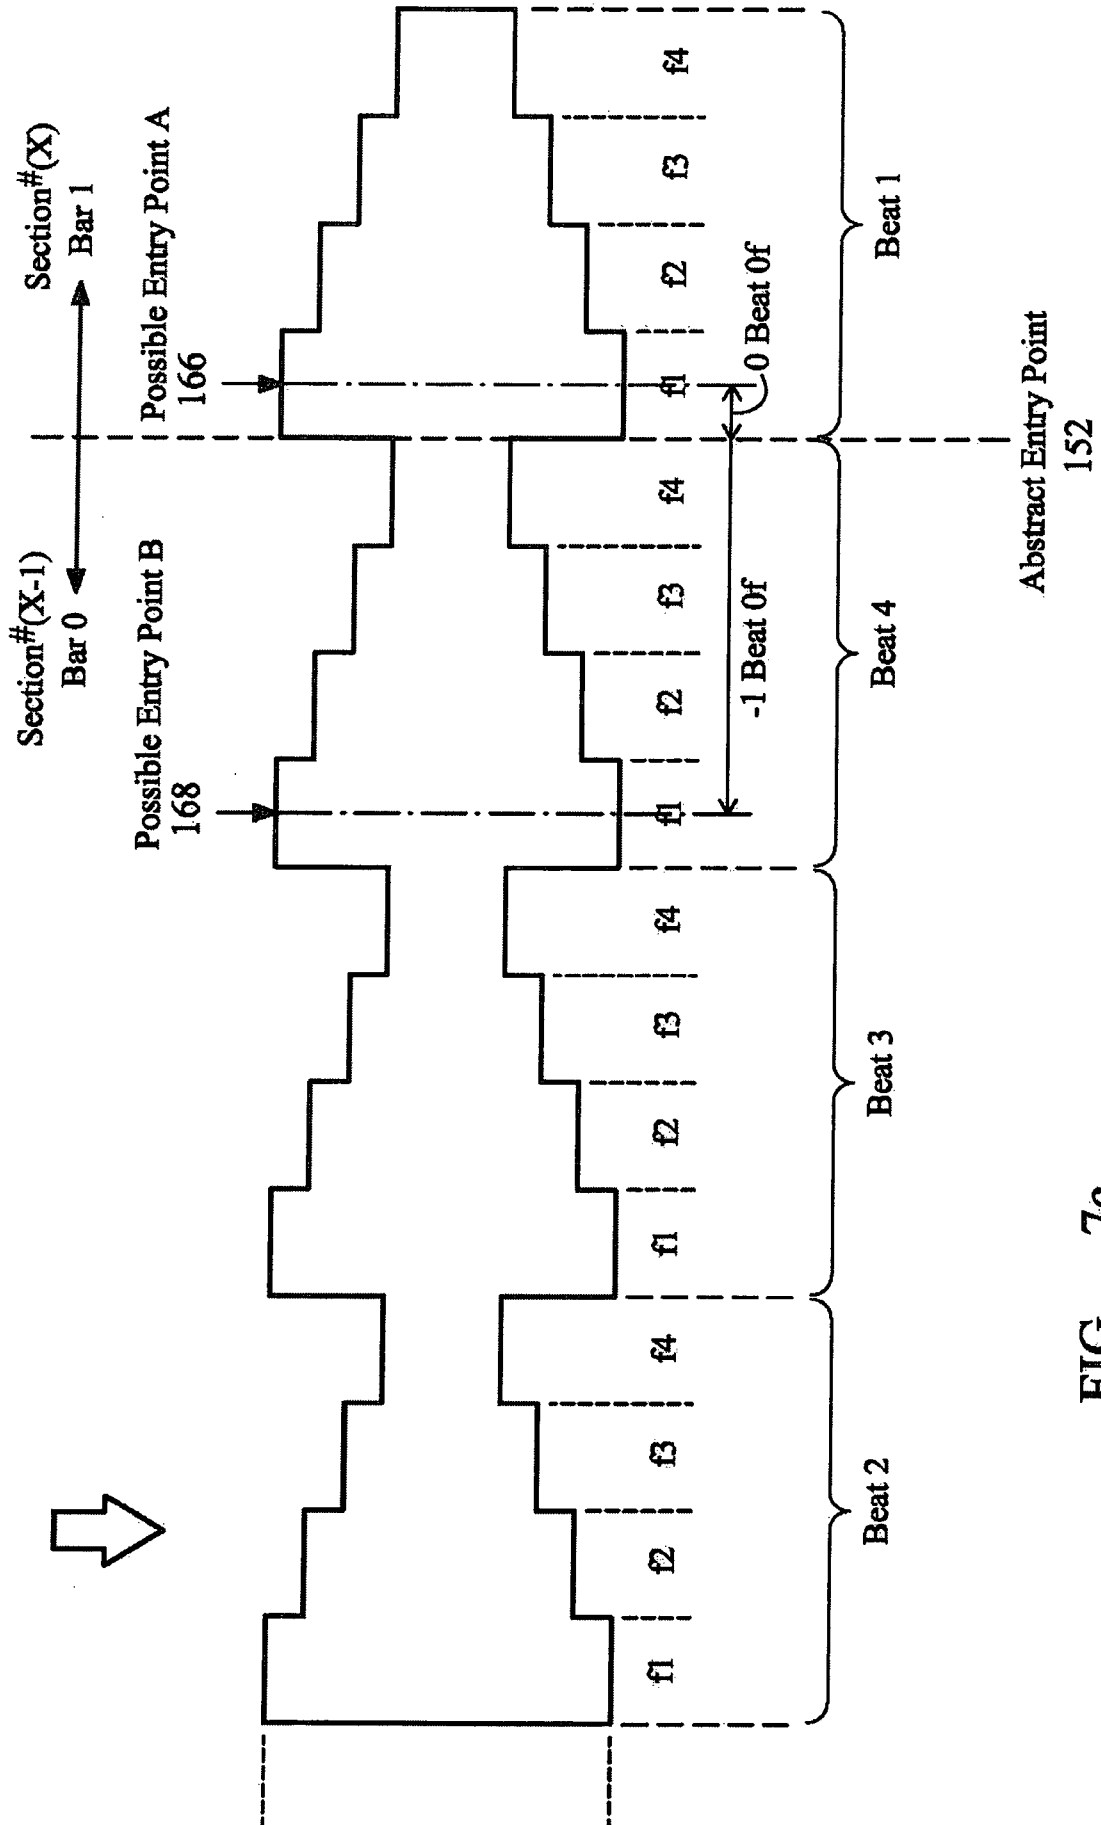 Section#(X-1)
Bar 0
Section#(X)
Bar 1
Possible Entry Point B
168
Possible Entry Point A
166
f1
f2
f3
f4
f1
f2
f3
f4
f1
f2
f3
f4
f1
f2
f3
f4
-1 Beat 0f
0 Beat 0f
Beat 2
Beat 3
Beat 4
Beat 1
Abstract Entry Point
152
FIG.